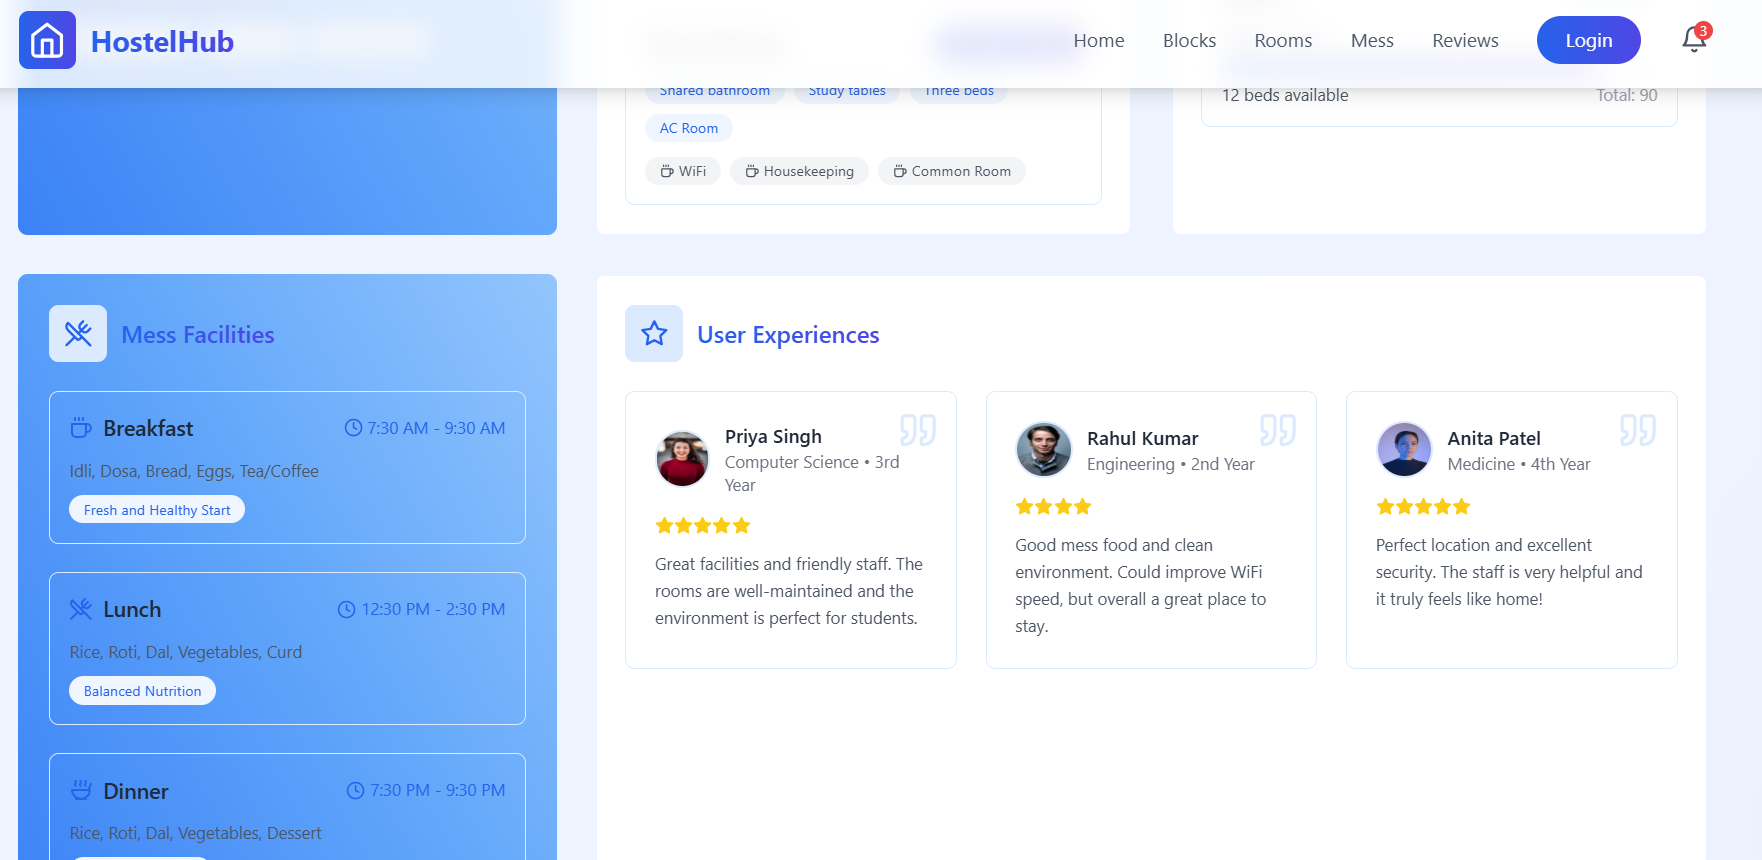 HostelHub
Home
Blocks
Rooms
Mess
Reviews
Login
3
Shared bathroom
Study tables
Three beds
AC Room
WiFi
Housekeeping
Common Room
12 beds available
Total: 90
Mess Facilities
Breakfast
7:30 AM - 9:30 AM
Idli, Dosa, Bread, Eggs, Tea/Coffee
Fresh and Healthy Start
Lunch
12:30 PM - 2:30 PM
Rice, Roti, Dal, Vegetables, Curd
Balanced Nutrition
Dinner
7:30 PM - 9:30 PM
Rice, Roti, Dal, Vegetables, Dessert
User Experiences
Priya Singh
Computer Science • 3rd
Year
Great facilities and friendly staff. The
rooms are well-maintained and the
environment is perfect for students.
Rahul Kumar
Engineering • 2nd Year
Good mess food and clean
environment. Could improve WiFi
speed, but overall a great place to
stay.
Anita Patel
Medicine • 4th Year
Perfect location and excellent
security. The staff is very helpful and
it truly feels like home!